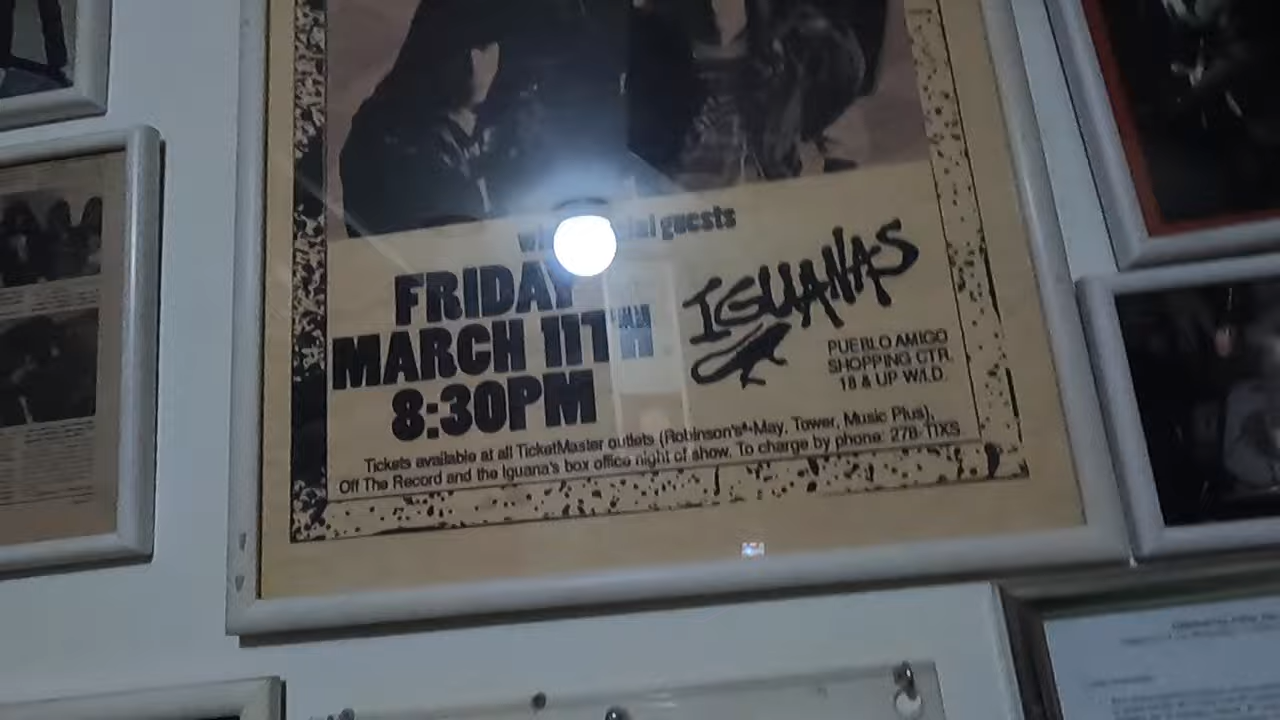 guests
FRIDAY
MARCH 11TH
8:30PM
IGUANAS
PUEBLO AMIGO
SHOPPING CTR.
18 & UP W/I.D.
Tickets available at all TicketMaster outlets (Robinson's•May, Tower, Music Plus),
Off The Record and the Iguana's box office night of show. To charge by phone: 278-TIXS